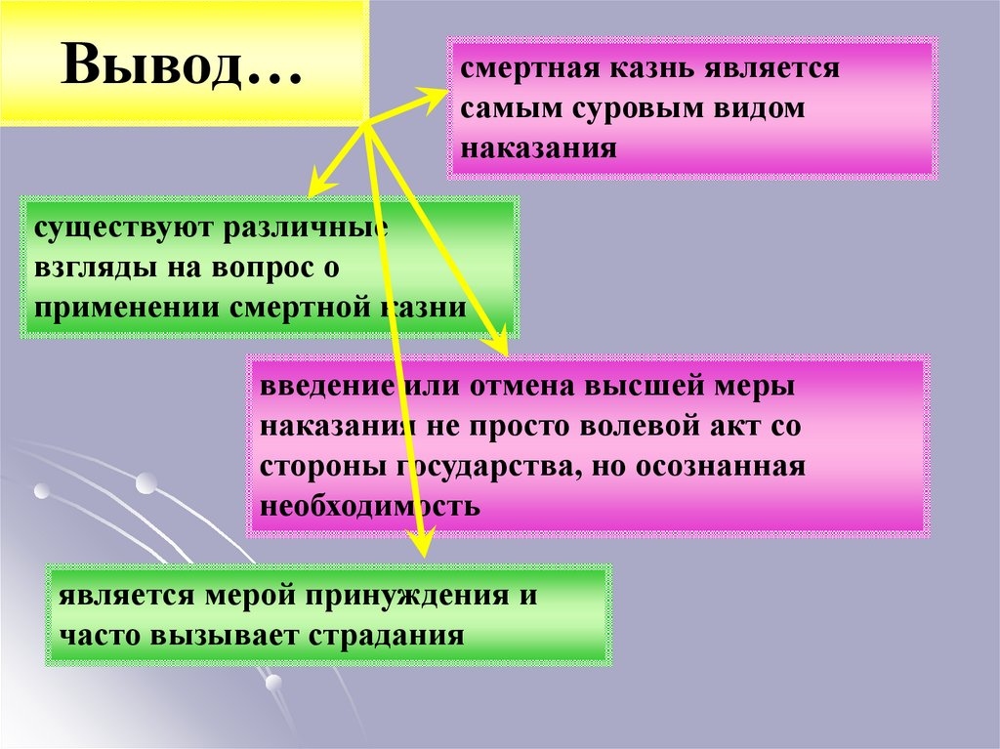 Вывод…
смертная казнь является
самым суровым видом
наказания
существуют различные
взгляды на вопрос о
применении смертной казни
введение или отмена высшей меры
наказания не просто волевой акт со
стороны государства, но осознанная
необходимость
является мерой принуждения и
часто вызывает страдания